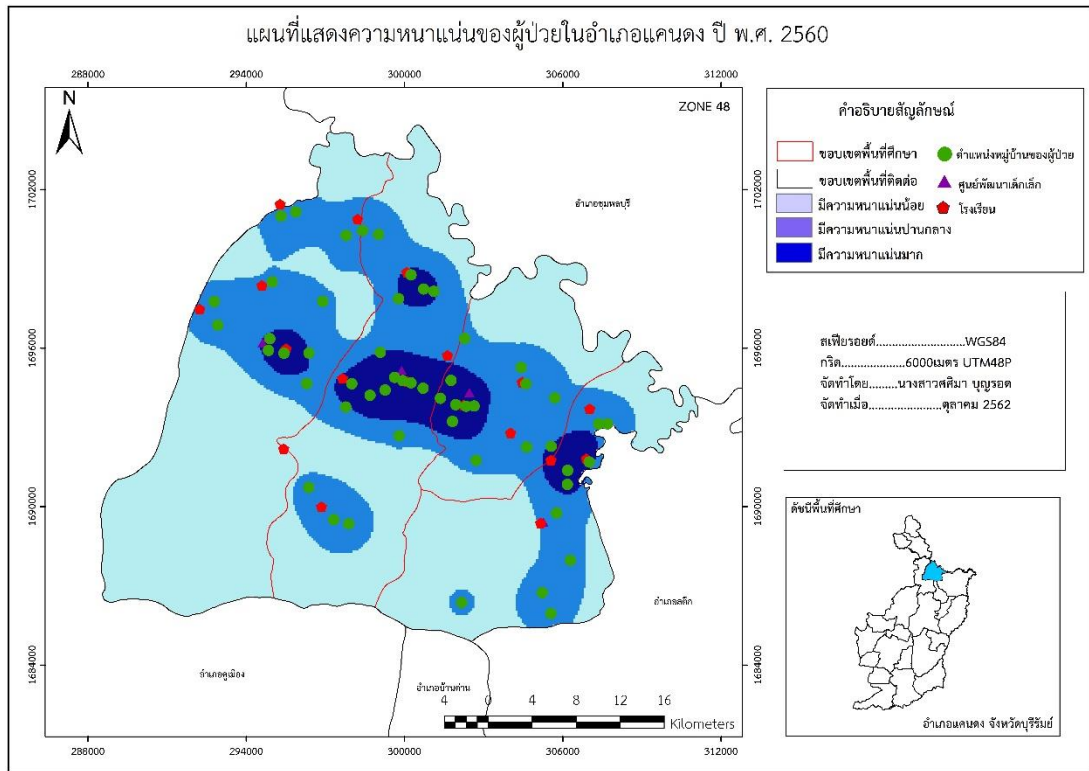 แผนที่แสดงความหนาแน่นของผู้ป่วยในอำเภอแคนดง ปี พ.ศ. 2560
288000 294000 300000 306000 312000
N
ZONE 48
1702000
1696000
1690000
1684000
1702000
1696000
1690000
1684000
อำเภอชุมพลบุรี
อำเภอสตึก
อำเภอคูเมือง
อำเภอบ้านด่าน
4 0 4 8 12 16
Kilometers
288000 294000 300000 306000 312000
คำอธิบายสัญลักษณ์
ขอบเขตพื้นที่ศึกษา
ขอบเขตพื้นที่ติดต่อ
มีความหนาแน่นน้อย
มีความหนาแน่นปานกลาง
มีความหนาแน่นมาก
ตำแหน่งหมู่บ้านของผู้ป่วย
ศูนย์พัฒนาเด็กเล็ก
โรงเรียน
สเฟียรอยด์............................WGS84
กริด............................6000เมตร UTM48P
จัดทำโดย........นางสาวศศิมา บุญรอด
จัดทำเมื่อ......................ตุลาคม 2562
ดัชนีพื้นที่ศึกษา
อำเภอแคนดง จังหวัดบุรีรัมย์